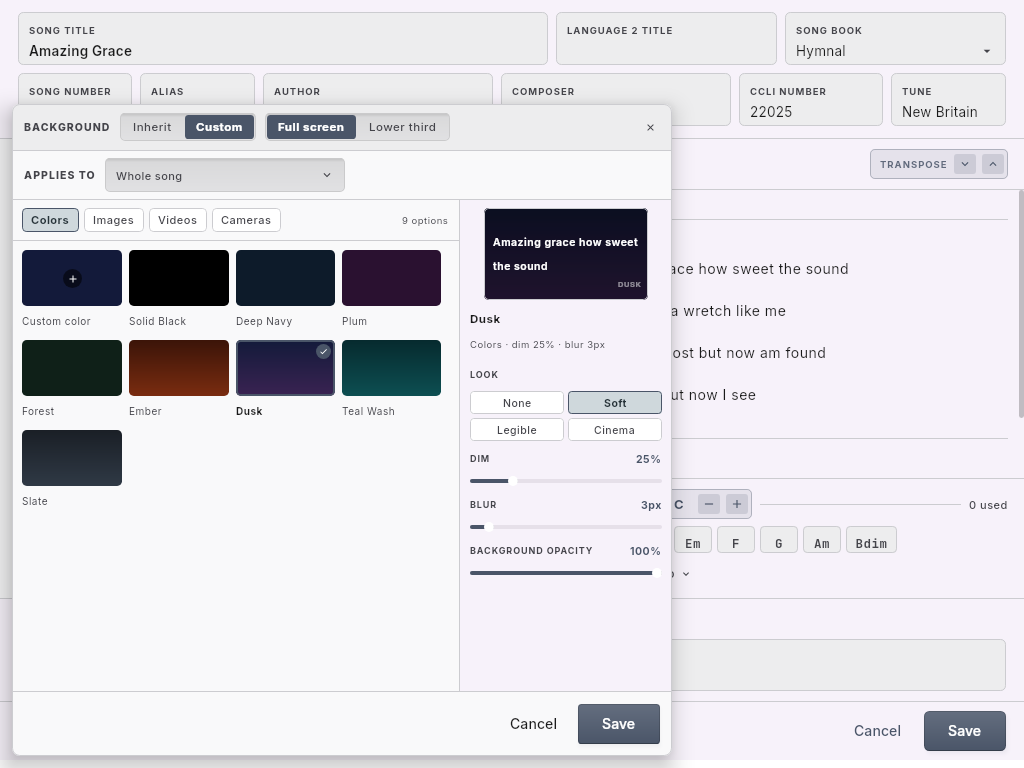 SONG TITLE
Amazing Grace
LANGUAGE 2 TITLE
SONG BOOK
Hymnal
SONG NUMBER
ALIAS
AUTHOR
COMPOSER
CCLI NUMBER
22025
TUNE
New Britain
BACKGROUND
Inherit
Custom
Full screen
Lower third
×
APPLIES TO
Whole song
TRANSPOSE
Colors
Images
Videos
Cameras
9 options
Custom color
Solid Black
Deep Navy
Plum
Forest
Ember
Dusk
Teal Wash
Slate
Amazing grace how sweet
the sound
DUSK
Dusk
Colors · dim 25% · blur 3px
LOOK
None
Soft
Legible
Cinema
DIM
25%
BLUR
3px
BACKGROUND OPACITY
100%
Cancel
Save
how sweet the sound
a wretch like me
but now am found
now I see
C
0 used
Em
F
G
Am
Bdim
Cancel
Save